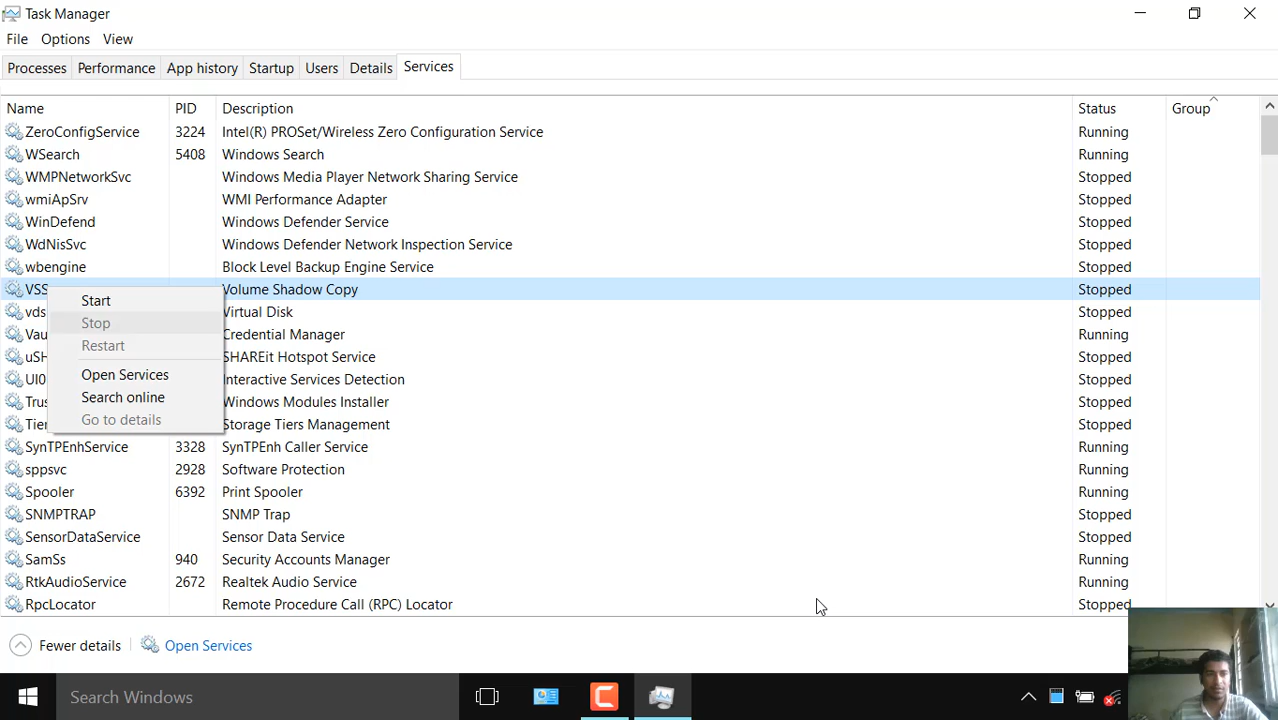 Task Manager
File Options View
Processes Performance App history Startup Users Details Services
Name PID Description Status Group
ZeroConfigService 3224 Intel(R) PROSet/Wireless Zero Configuration Service Running
WSearch 5408 Windows Search Running
WMPNetworkSvc Windows Media Player Network Sharing Service Stopped
wmiApSrv WMI Performance Adapter Stopped
WinDefend Windows Defender Service Stopped
WdNisSvc Windows Defender Network Inspection Service Stopped
wbengine Block Level Backup Engine Service Stopped
VSS Volume Shadow Copy Stopped
Start
vds Virtual Disk Stopped
Stop
Vau Credential Manager Running
Restart
uSH SHAREit Hotspot Service Stopped
Open Services
UI0 Interactive Services Detection Stopped
Search online
Trus Windows Modules Installer Stopped
Go to details
Tier Storage Tiers Management Stopped
SynTPEnhService 3328 SynTPEnh Caller Service Running
sppsvc 2928 Software Protection Running
Spooler 6392 Print Spooler Running
SNMPTRAP SNMP Trap Stopped
SensorDataService Sensor Data Service Stopped
SamSs 940 Security Accounts Manager Running
RtkAudioService 2672 Realtek Audio Service Running
RpcLocator Remote Procedure Call (RPC) Locator Stopped
Fewer details Open Services
Search Windows